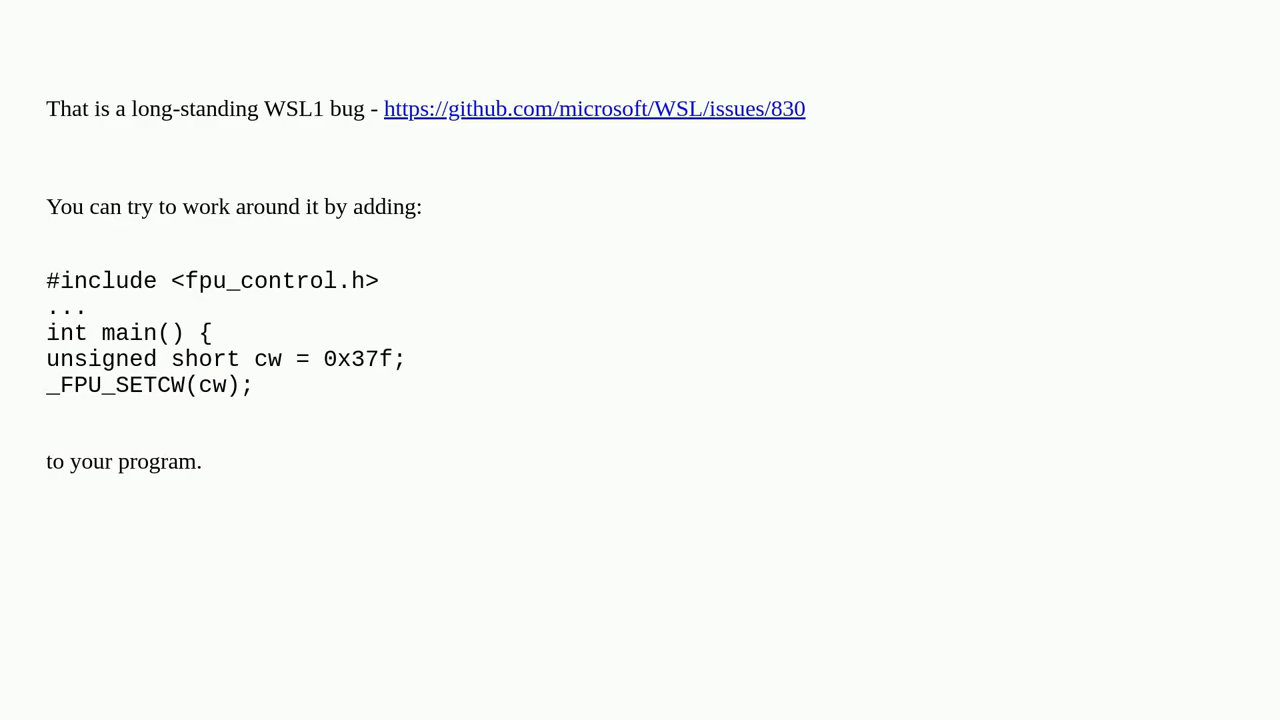 That is a long-standing WSL1 bug - https://github.com/microsoft/WSL/issues/830
You can try to work around it by adding:
#include <fpu_control.h>
...
int main() {
unsigned short cw = 0x37f;
_FPU_SETCW(cw);
to your program.